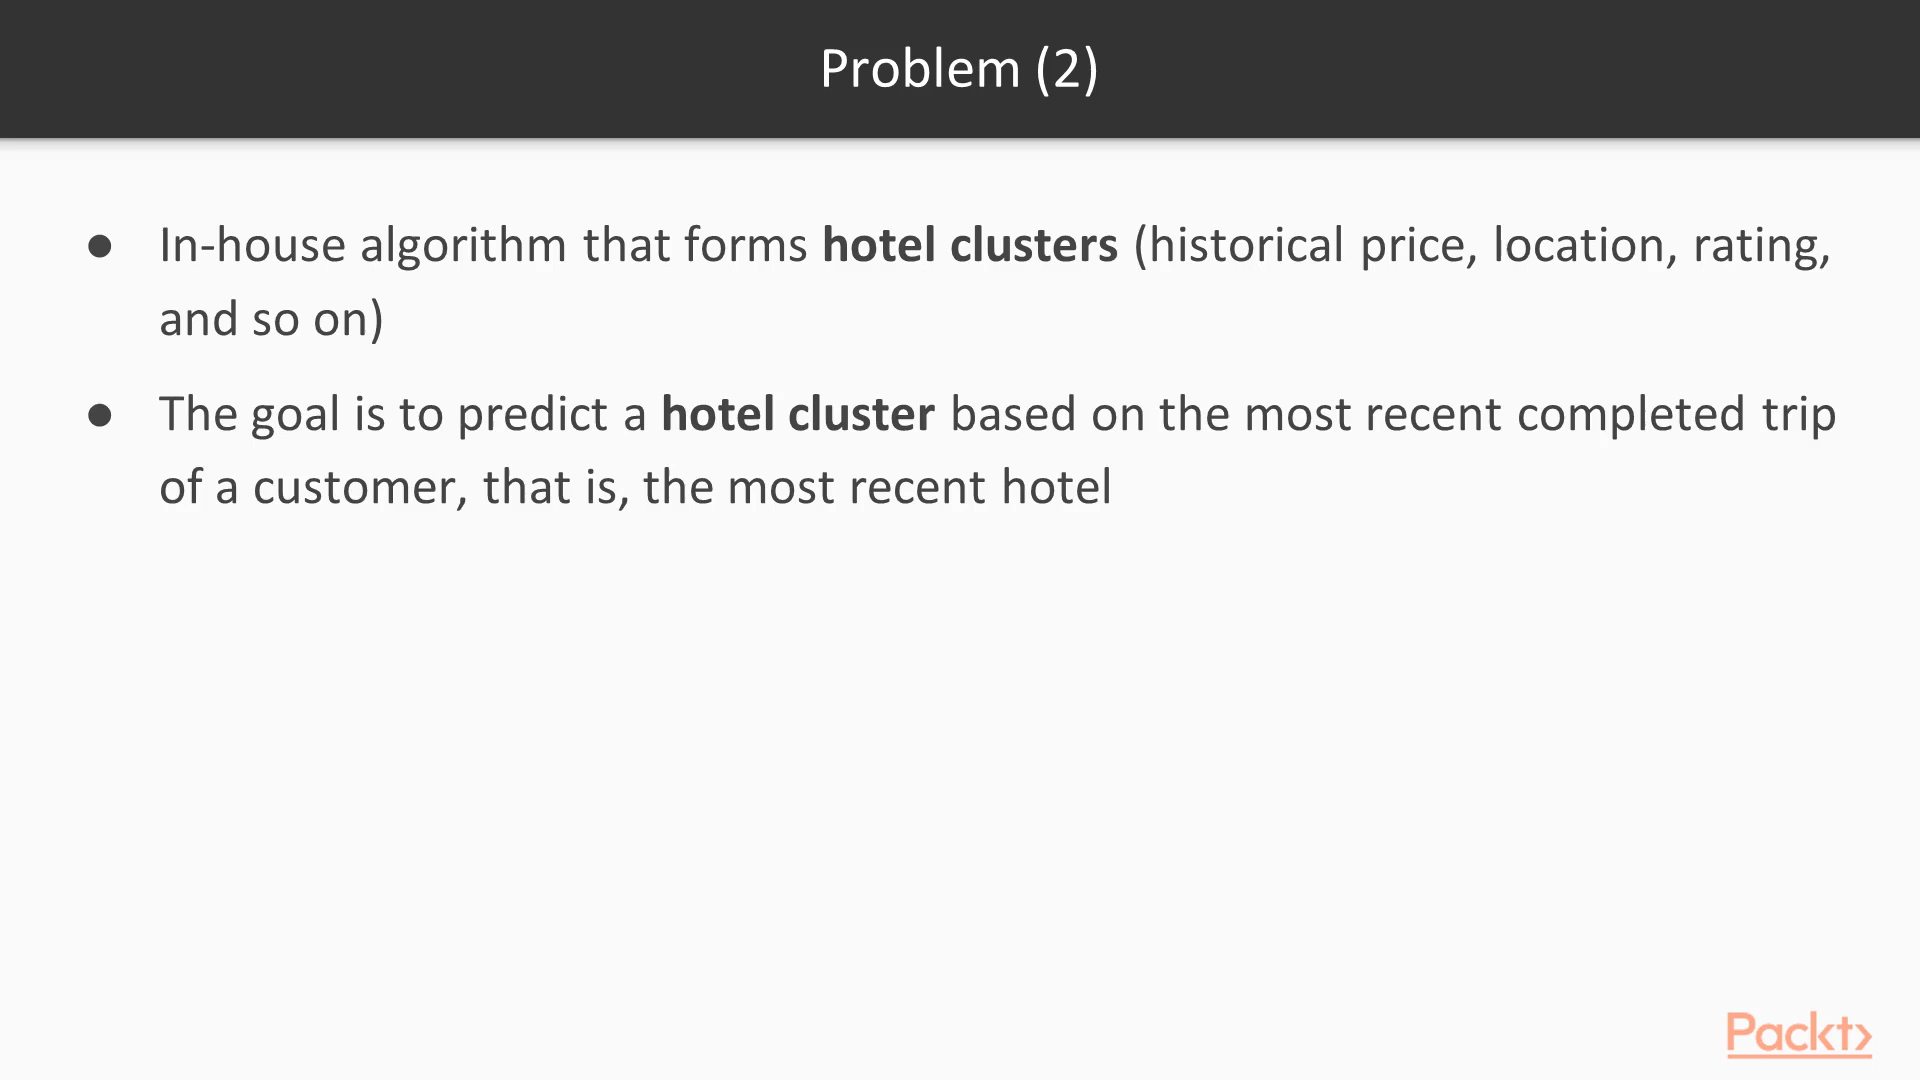 Problem (2)
● In-house algorithm that forms hotel clusters (historical price, location, rating,
and so on)
● The goal is to predict a hotel cluster based on the most recent completed trip
of a customer, that is, the most recent hotel
Packt>